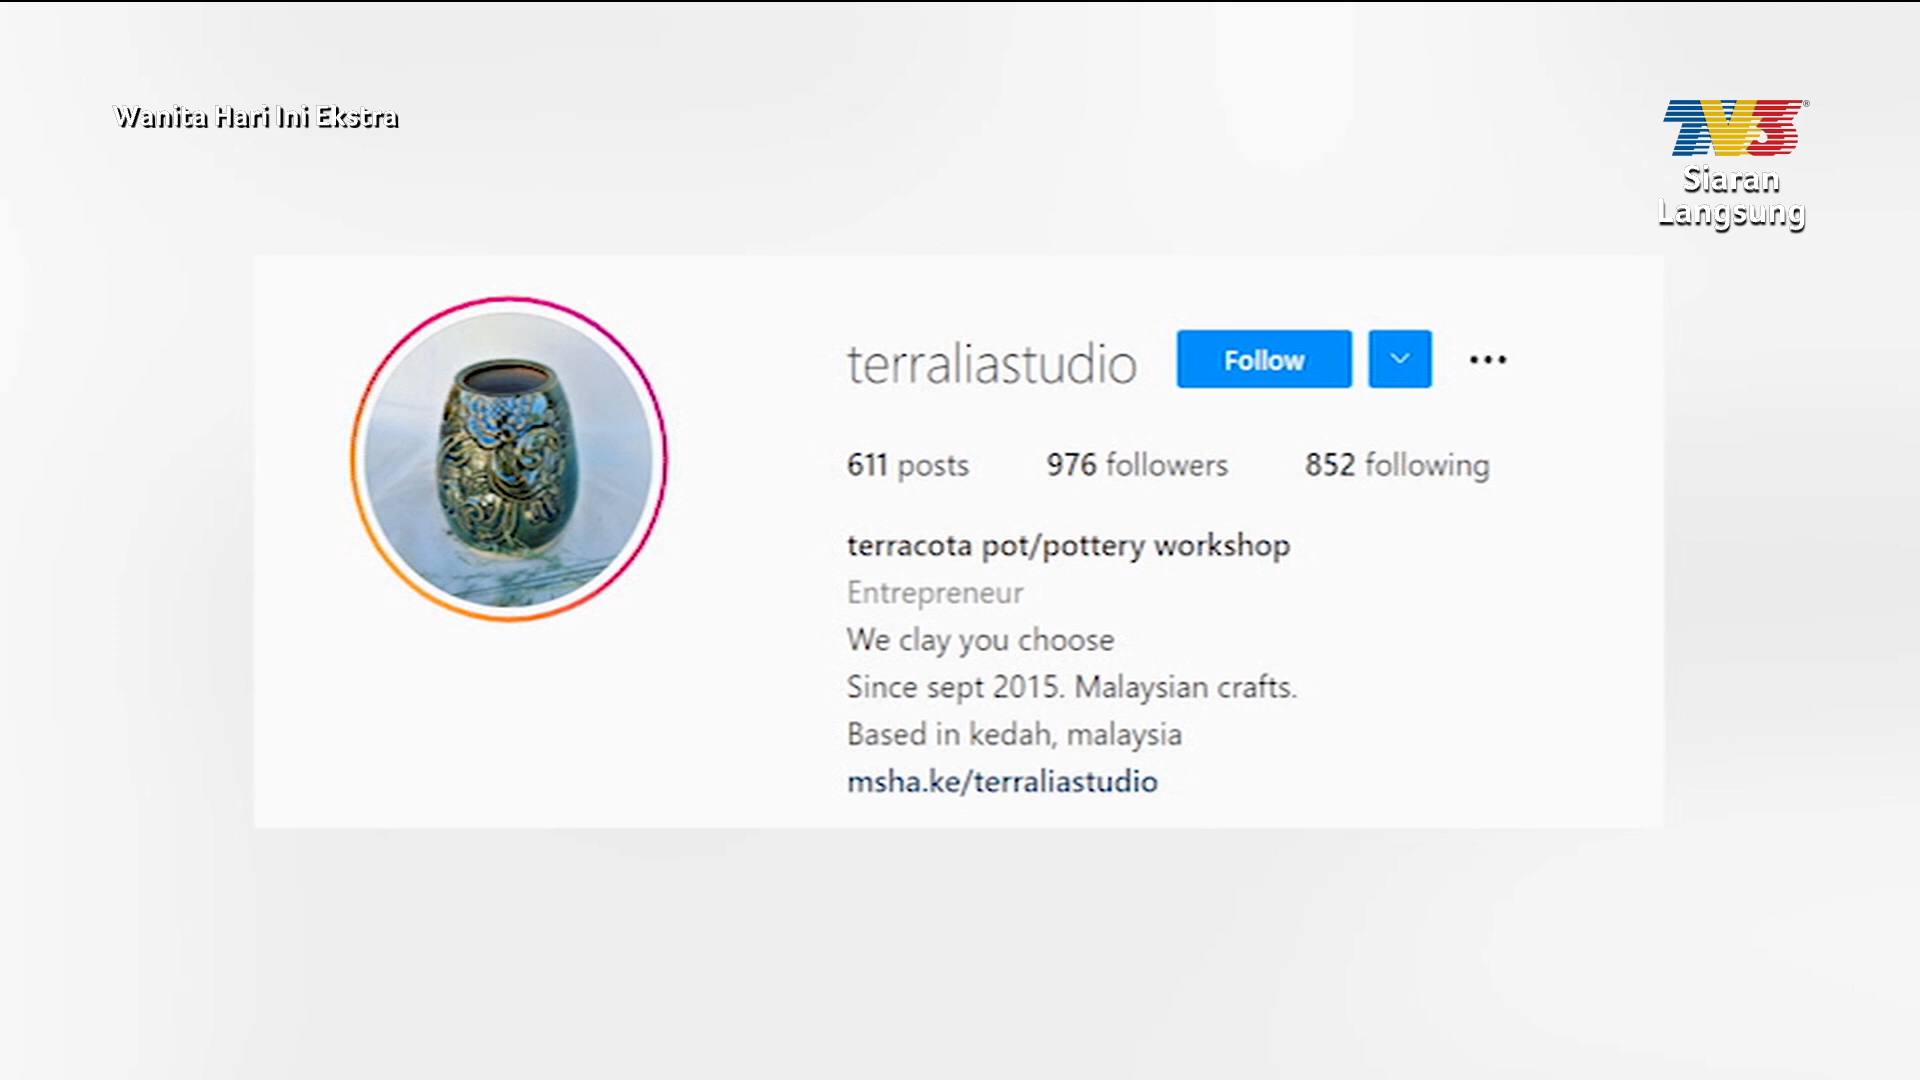 Wanita Hari Ini Ekstra
TV3®
Siaran
Langsung
terraliastudio Follow
611 posts 976 followers 852 following
terracota pot/pottery workshop
Entrepreneur
We clay you choose
Since sept 2015. Malaysian crafts.
Based in kedah, malaysia
msha.ke/terraliastudio